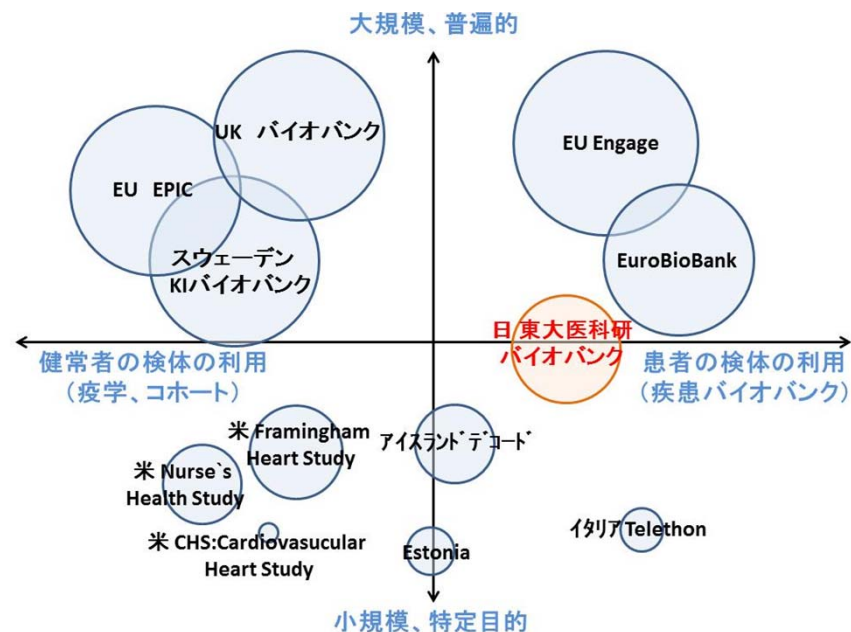 大規模、普遍的
UK バイオバンク
EU Engage
EU EPIC
スウェーデン
KIバイオバンク
EuroBioBank
日 東大医科研
バイオバンク
健常者の検体の利用
（疫学、コホート）
患者の検体の利用
（疾患バイオバンク）
米 Framingham
Heart Study
アイスランドデコード
米 Nurse`s
Health Study
米 CHS:Cardiovasucular
Heart Study
Estonia
イタリア Telethon
小規模、特定目的